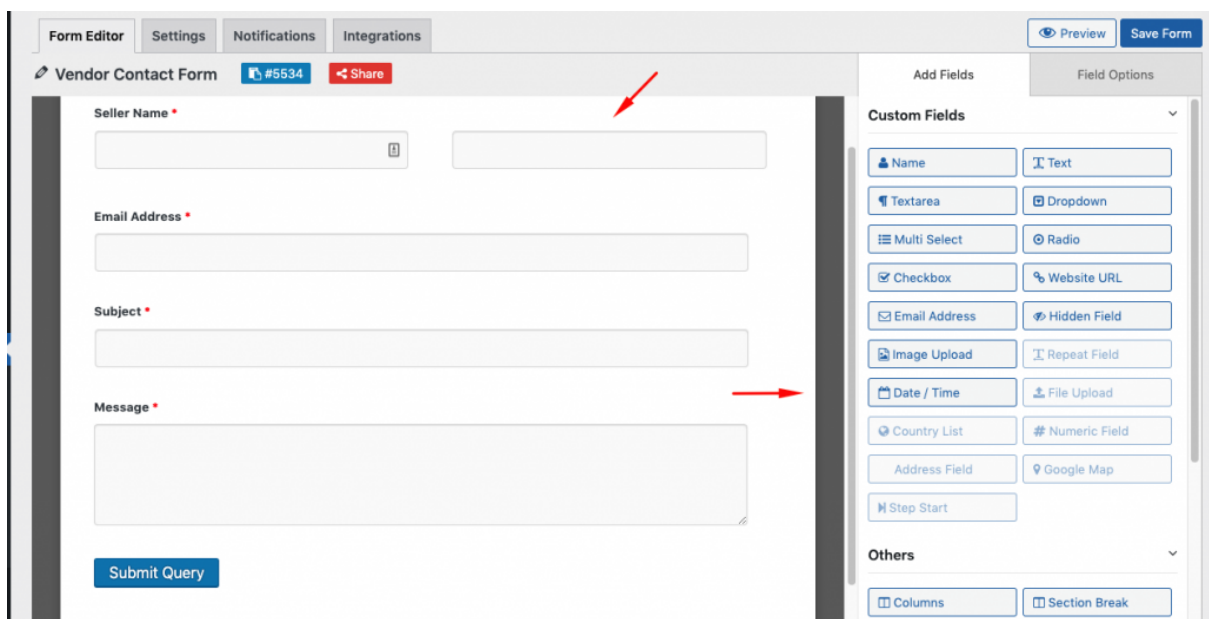 Form Editor Settings Notifications Integrations Preview Save Form
Vendor Contact Form #5534 Share Add Fields Field Options
Seller Name *
Email Address *
Subject *
Message *
Submit Query
Custom Fields
Name Text
Textarea Dropdown
Multi Select Radio
Checkbox Website URL
Email Address Hidden Field
Image Upload Repeat Field
Date / Time File Upload
Country List # Numeric Field
Address Field Google Map
Step Start
Others
Columns Section Break